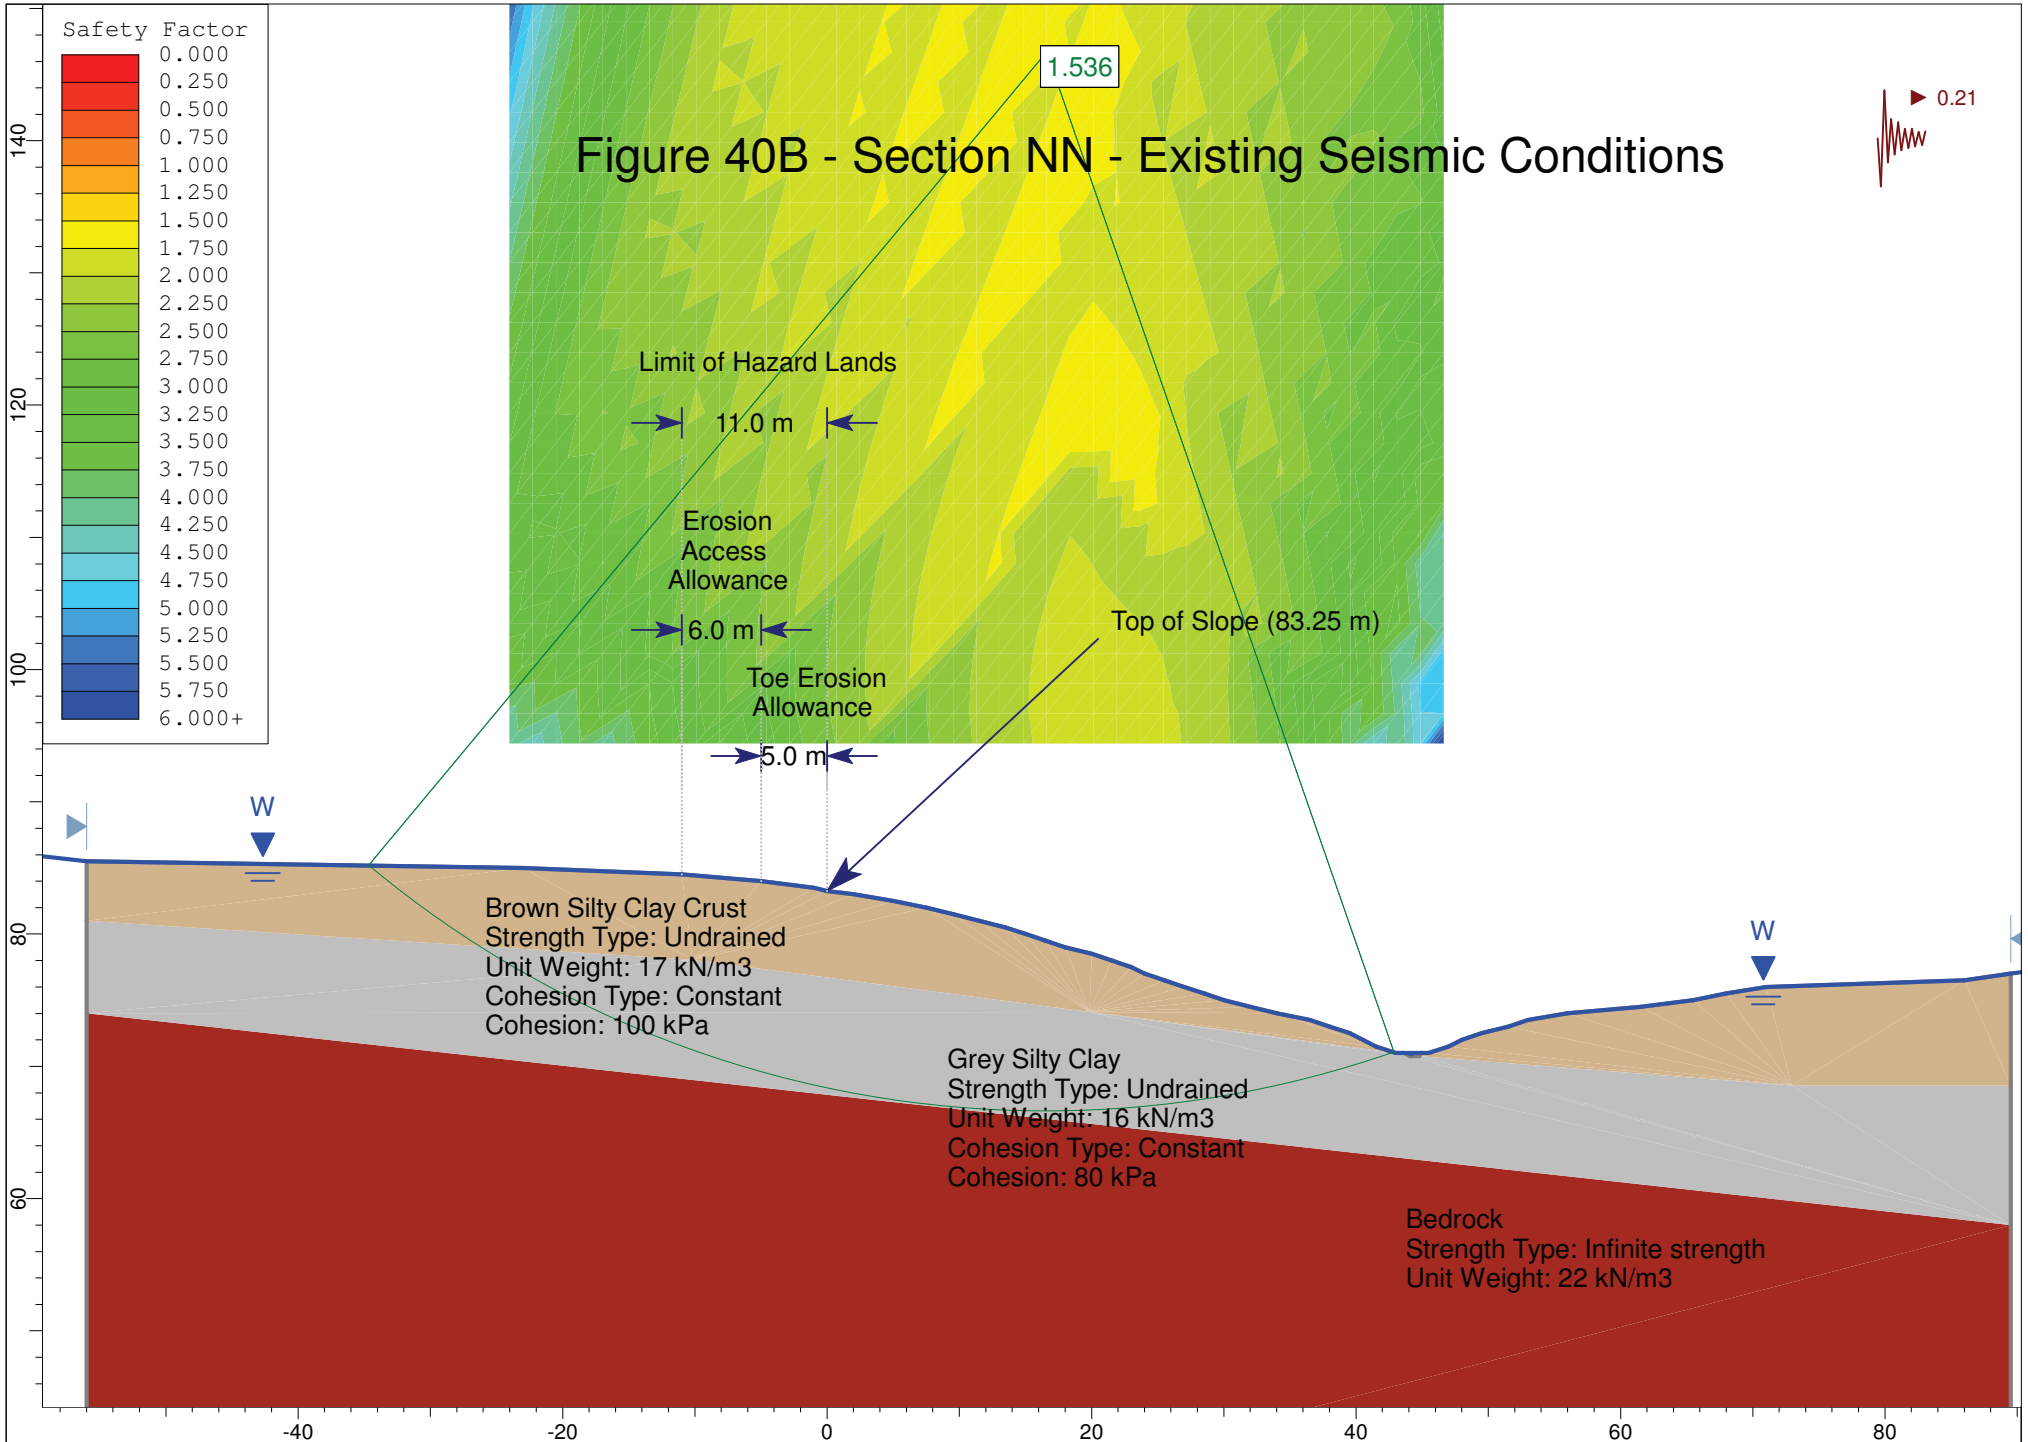 Safety Factor
0.000
0.250
0.500
0.750
1.000
1.250
1.500
1.750
2.000
2.250
2.500
2.750
3.000
3.250
3.500
3.750
4.000
4.250
4.500
4.750
5.000
5.250
5.500
5.750
6.000+
1.536
0.21
Figure 40B - Section NN - Existing Seismic Conditions
Limit of Hazard Lands
11.0 m
Erosion
Access
Allowance
6.0 m
Top of Slope (83.25 m)
Toe Erosion
Allowance
5.0 m
W
W
Brown Silty Clay Crust
Strength Type: Undrained
Unit Weight: 17 kN/m3
Cohesion Type: Constant
Cohesion: 100 kPa
Grey Silty Clay
Strength Type: Undrained
Unit Weight: 16 kN/m3
Cohesion Type: Constant
Cohesion: 80 kPa
Bedrock
Strength Type: Infinite strength
Unit Weight: 22 kN/m3
140
120
100
80
60
-40
-20
0
20
40
60
80